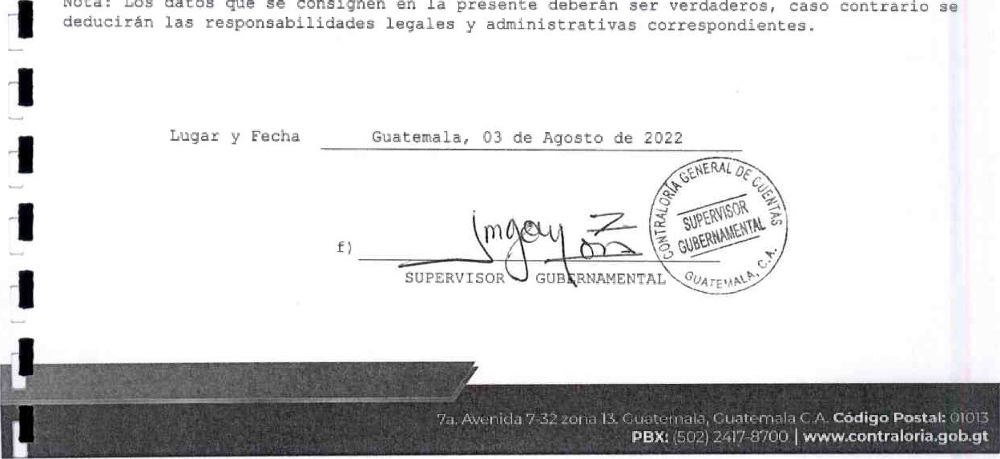 Nota: Los datos que se consignen en la presente deberán ser verdaderos, caso contrario se
deducirán las responsabilidades legales y administrativas correspondientes.
Lugar y Fecha Guatemala, 03 de Agosto de 2022
CONTRALORÍA GENERAL DE CUENTAS
SUPERVISOR
GUBERNAMENTAL
GUATEMALA, C.A.
f)
SUPERVISOR GUBERNAMENTAL
7a. Avenida 7-32 zona 13. Guatemala, Guatemala C.A. Código Postal: 01013
PBX: (502) 2417-8700 | www.contraloria.gob.gt